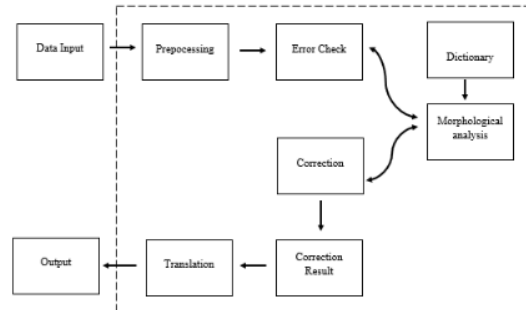 Data Input
Prepocessing
Error Check
Dictionary
Morphological
analysis
Correction
Output
Translation
Correction
Result